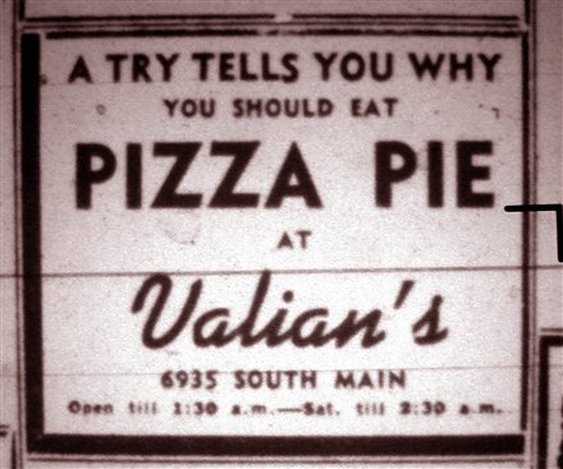 A TRY TELLS YOU WHY
YOU SHOULD EAT
PIZZA PIE
AT
Valian's
6935 SOUTH MAIN
Open till 1:30 a.m.—Sat. till 2:30 a.m.